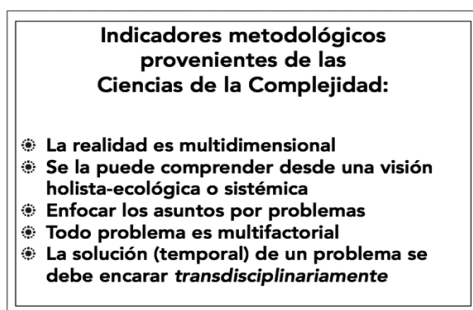 Indicadores metodológicos
provenientes de las
Ciencias de la Complejidad:
La realidad es multidimensional
Se la puede comprender desde una visión
holista-ecológica o sistémica
Enfocar los asuntos por problemas
Todo problema es multifactorial
La solución (temporal) de un problema se
debe encarar transdisciplinariamente